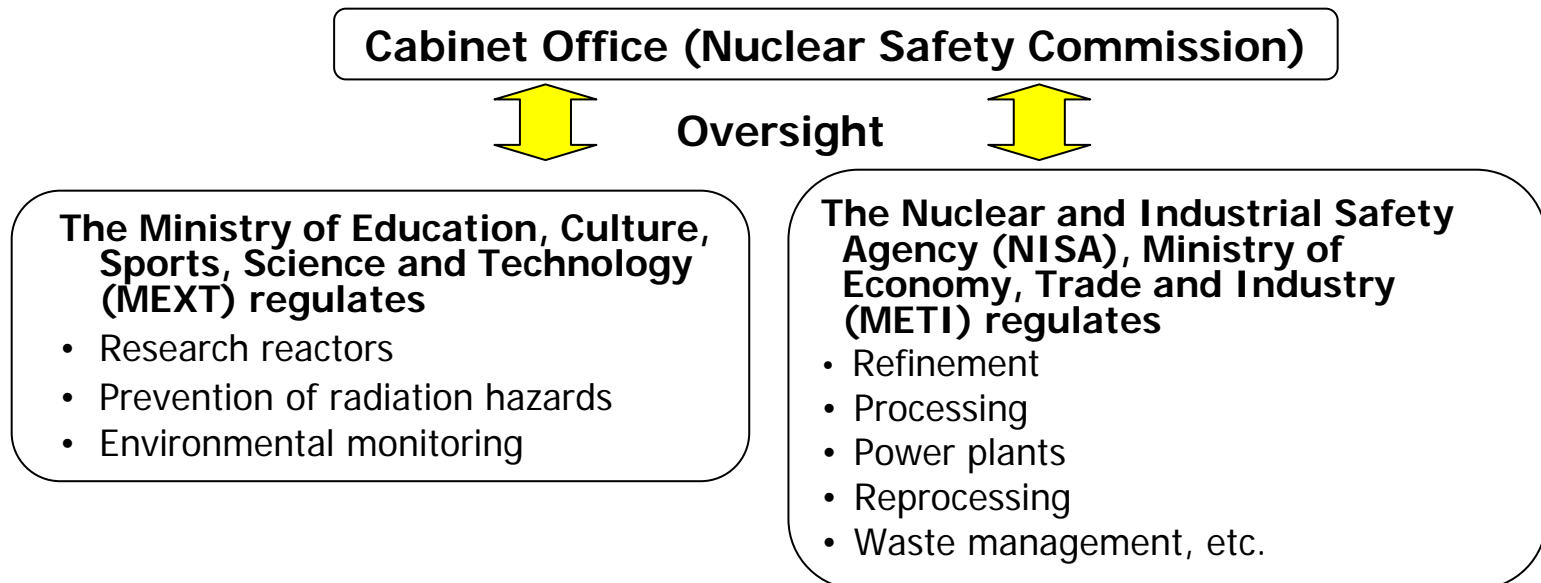 Cabinet Office (Nuclear Safety Commission)
Oversight
The Ministry of Education, Culture,
Sports, Science and Technology
(MEXT) regulates
• Research reactors
• Prevention of radiation hazards
• Environmental monitoring
The Nuclear and Industrial Safety
Agency (NISA), Ministry of
Economy, Trade and Industry
(METI) regulates
• Refinement
• Processing
• Power plants
• Reprocessing
• Waste management, etc.